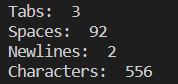 Tabs:  3
Spaces:  92
Newlines:  2
Characters:  556